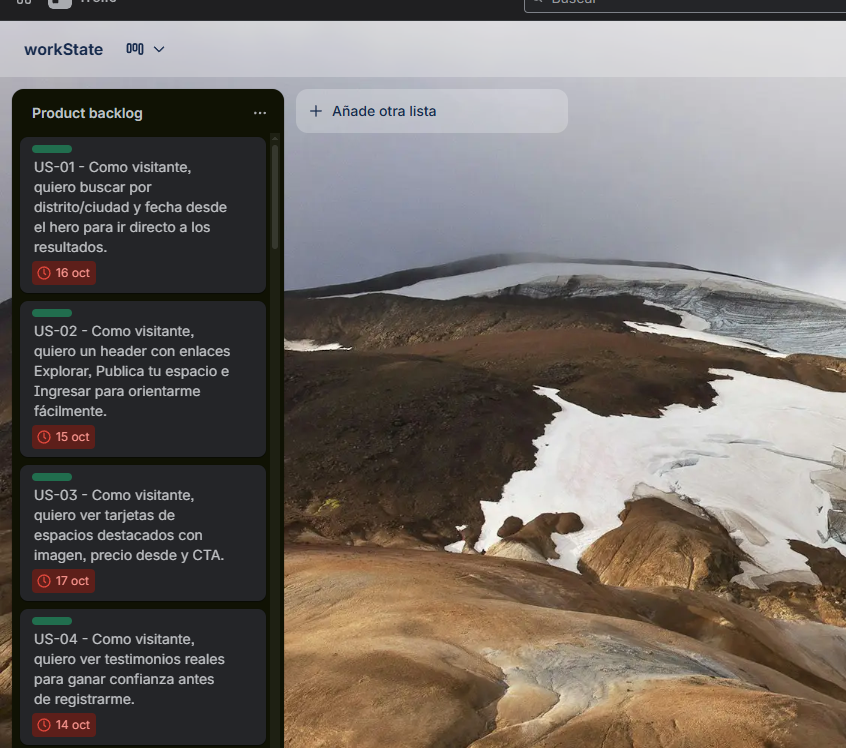 Trello
Buscar
workState
Product backlog
Añade otra lista
US-01 - Como visitante,
quiero buscar por
distrito/ciudad y fecha desde
el hero para ir directo a los
resultados.
16 oct
US-02 - Como visitante,
quiero un header con enlaces
Explorar, Publica tu espacio e
Ingresar para orientarme
fácilmente.
15 oct
US-03 - Como visitante,
quiero ver tarjetas de
espacios destacados con
imagen, precio desde y CTA.
17 oct
US-04 - Como visitante,
quiero ver testimonios reales
para ganar confianza antes
de registrarme.
14 oct